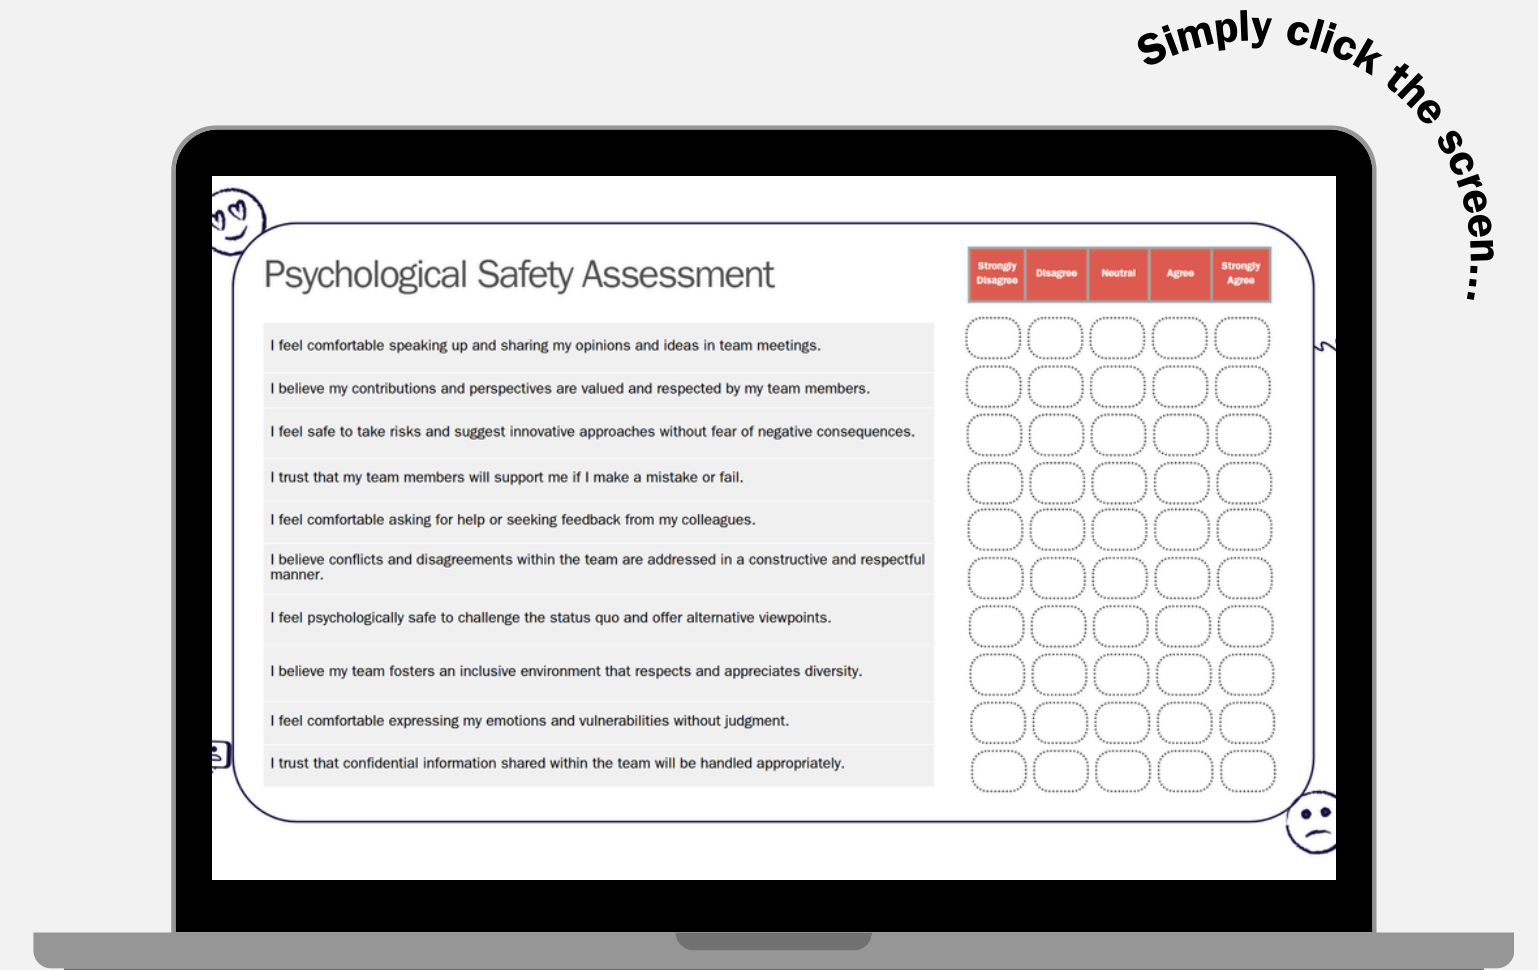 Simply click the screen...
Psychological Safety Assessment
Strongly Disagree
Disagree
Neutral
Agree
Strongly Agree
I feel comfortable speaking up and sharing my opinions and ideas in team meetings.
I believe my contributions and perspectives are valued and respected by my team members.
I feel safe to take risks and suggest innovative approaches without fear of negative consequences.
I trust that my team members will support me if I make a mistake or fail.
I feel comfortable asking for help or seeking feedback from my colleagues.
I believe conflicts and disagreements within the team are addressed in a constructive and respectful
manner.
I feel psychologically safe to challenge the status quo and offer alternative viewpoints.
I believe my team fosters an inclusive environment that respects and appreciates diversity.
I feel comfortable expressing my emotions and vulnerabilities without judgment.
I trust that confidential information shared within the team will be handled appropriately.